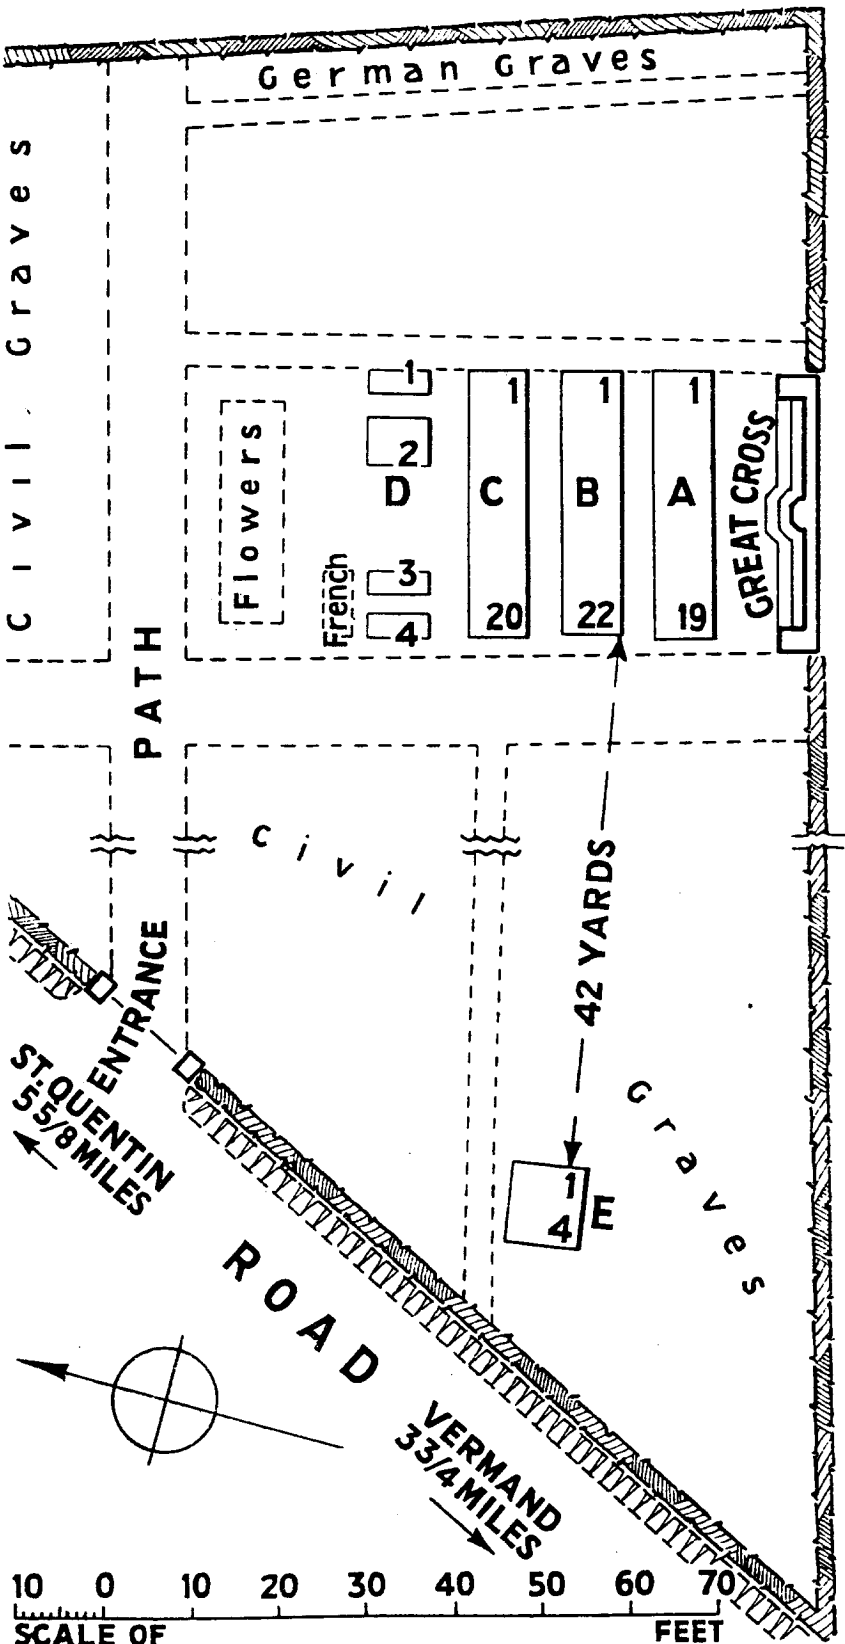 German Graves
Civil Graves
1
2
D
3
4
French
Flowers
1
C
20
1
B
22
1
A
19
GREAT CROSS
PATH
Civil
Graves
42 YARDS
ENTRANCE
ST. QUENTIN
5 5/8 MILES
1
4
E
ROAD
VERMAND
3 3/4 MILES
10 0 10 20 30 40 50 60 70
SCALE OF FEET